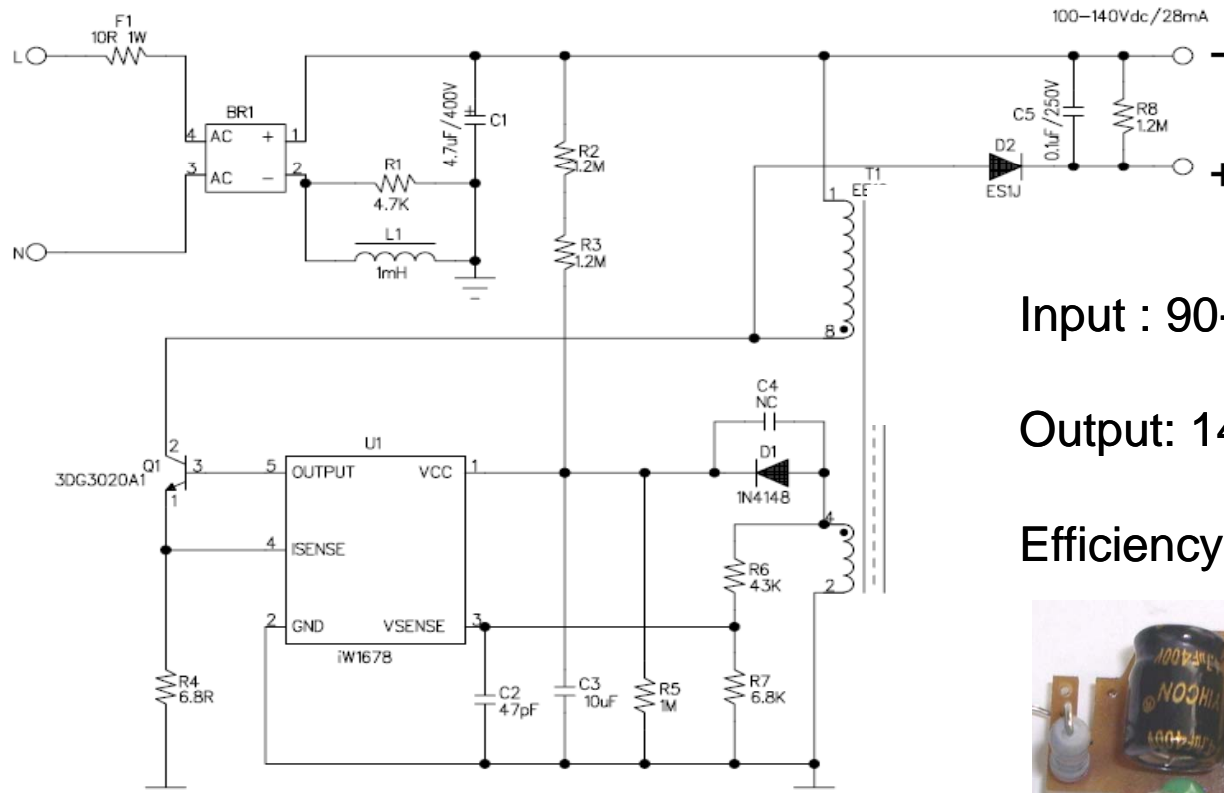 100-140Vdc/28mA
F1
10R 1W
L
BR1
4 AC + 1
3 AC - 2
N
4.7uF/400V
C1
R1
4.7K
L1
1mH
R2
1.2M
R3
1.2M
C5
0.1uF/250V
R8
1.2M
D2
ES1J
-
+
T1
1
8
Input : 90-
C4
NC
Output: 14
D1
1N4148
U1
2
Q1
3
3DG3020A1
1
5 OUTPUT VCC 1
4 ISENSE
2 GND VSENSE 3
iW1678
4
2
Efficiency
R6
43K
R4
6.8R
C2
47pF
C3
10uF
R5
1M
R7
6.8K
YIHCON®